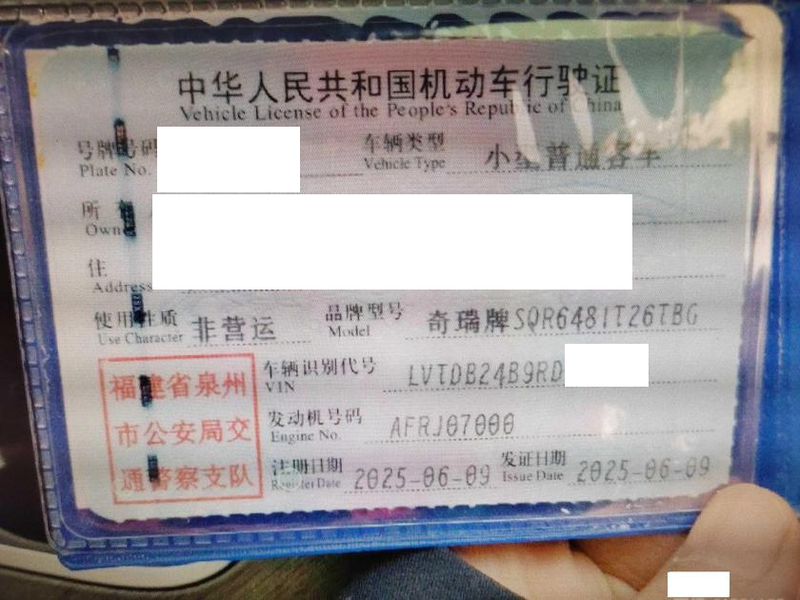 中华人民共和国机动车行驶证
Vehicle License of the People's Republic of China
号牌号码 车辆类型 小型普通客车
Plate No. Vehicle Type
所
Owner
住
Address
使用性质 非营运 品牌型号 奇瑞牌SQR6481T26TBG
Use Character Model
福建省泉州
市公安局交
通警察支队
车辆识别代号 LVTDB24B9RD
VIN
发动机号码 AFRJ07000
Engine No.
注册日期 2025-06-09 发证日期 2025-06-09
Register Date Issue Date